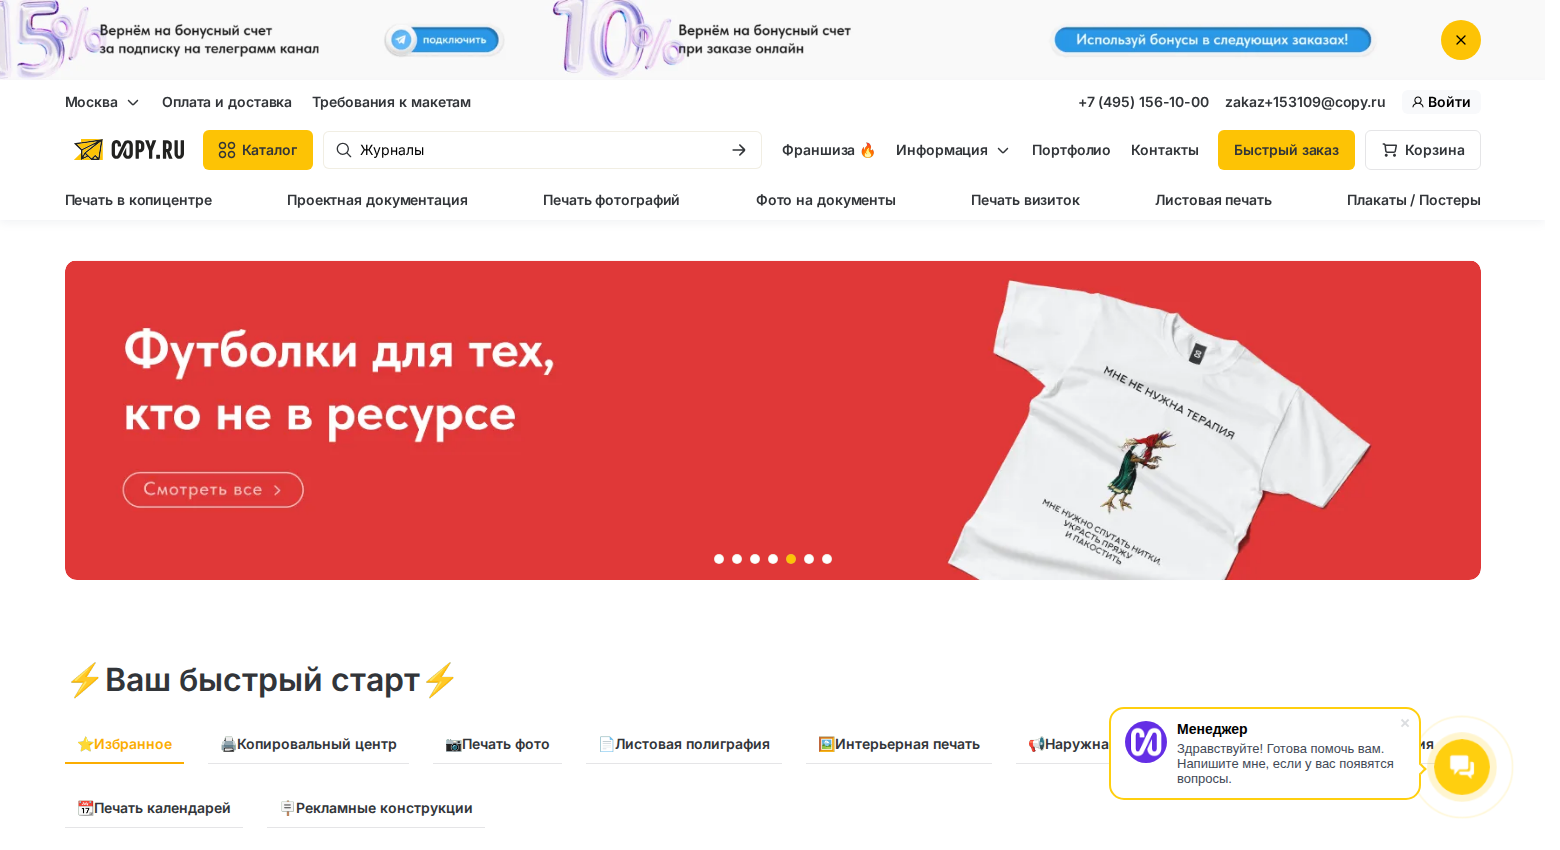 15% Вернём на бонусный счет
за подписку на телеграмм канал
подключить
10% Вернём на бонусный счет
при заказе онлайн
Используй бонусы в следующих заказах!
Москва Оплата и доставка Требования к макетам +7 (495) 156-10-00 zakaz+153109@copy.ru Войти
COPY.RU Каталог Журналы Франшиза 🔥 Информация Портфолио Контакты Быстрый заказ Корзина
Печать в копицентре Проектная документация Печать фотографий Фото на документы Печать визиток Листовая печать Плакаты / Постеры
Футболки для тех,
кто не в ресурсе
Смотреть все
МНЕ НЕ НУЖНА ТЕРАПИЯ
МНЕ НУЖНО СПУТАТЬ НИТКИ,
УКРАСТЬ ПРЯЖУ
И ПАКОСТИТЬ
⚡Ваш быстрый старт⚡
⭐Избранное 🖨️Копировальный центр 📷Печать фото 📄Листовая полиграфия 🖼️Интерьерная печать 📢Наружна
📆Печать календарей 🪧Рекламные конструкции
Менеджер
Здравствуйте! Готова помочь вам.
Напишите мне, если у вас появятся
вопросы.